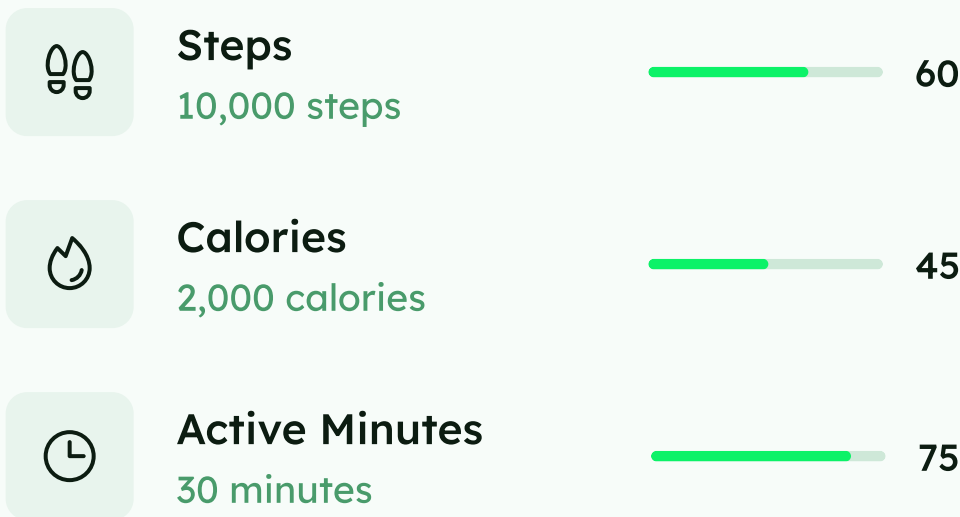 Steps
10,000 steps
60
Calories
2,000 calories
45
Active Minutes
30 minutes
75